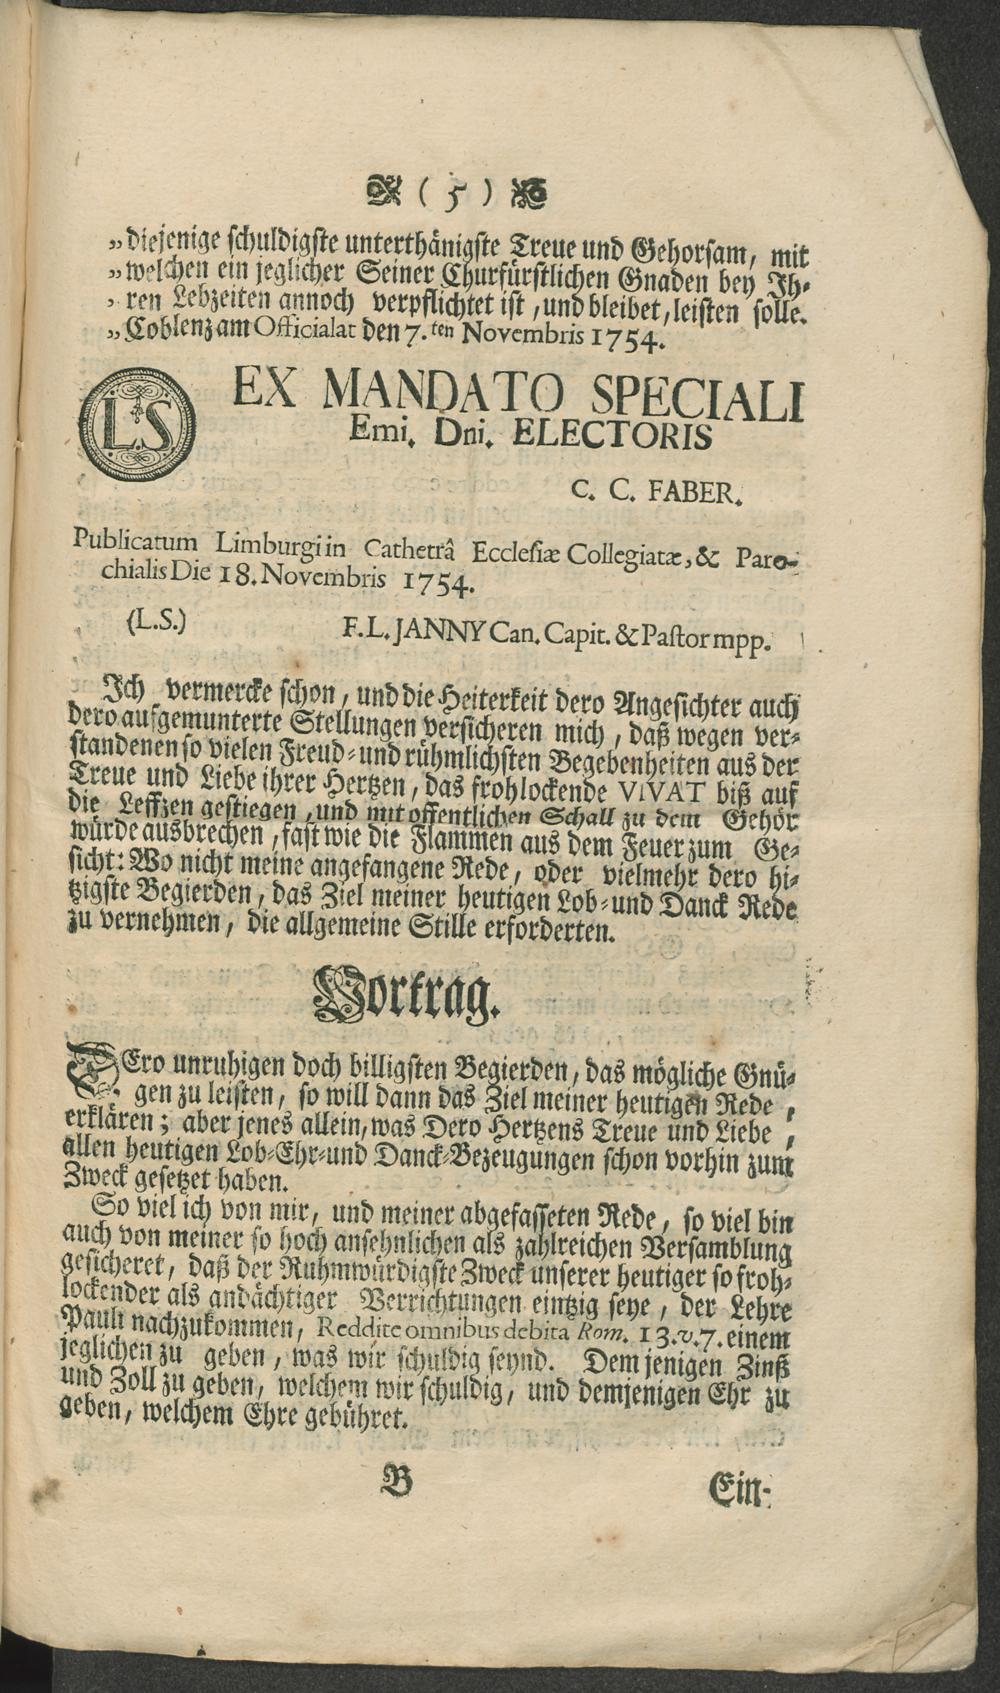 ( 5 )
„ diejenige schuldigste unterthänigste Treue und Gehorsam, mit
„ welchen ein jeglicher Seiner Churfürstlichen Gnaden bey Ih-
„ ren Lebzeiten annoch verpflichtet ist, und bleibet, leisten solle.
„ Coblenz am Officialat den 7.ten Novembris 1754.
L.S
EX MANDATO SPECIALI
Emi. Dni. ELECTORIS
C. C. FABER.
Publicatum Limburgi in Cathetrâ Ecclesiæ Collegiatæ, & Paro-
chialis Die 18. Novembris 1754.
(L.S.) F. L. JANNY Can. Capit. & Pastor mpp.
Ich vermercke schon, und die Heiterkeit dero Angesichter auch
dero aufgemunterte Stellungen versicheren mich, daß wegen ver-
standenen so vielen Freud- und rühmlichsten Begebenheiten aus der
Treue und Liebe ihrer Hertzen, das frohlockende VIVAT biß auf
die Leffzen gestiegen, und mit offentlichen Schall zu dem Gehör
würde ausbrechen, fast wie die Flammen aus dem Feuer zum Ge-
sicht: Wo nicht meine angefangene Rede, oder vielmehr dero hi-
tzigste Begierden, das Ziel meiner heutigen Lob- und Danck Rede
zu vernehmen, die allgemeine Stille erforderten.
Vortrag.
DEro unruhigen doch billigsten Begierden, das mögliche Gnü-
gen zu leisten, so will dann das Ziel meiner heutigen Rede,
erklären; aber jenes allein, was Dero Hertzens Treue und Liebe,
allen heutigen Lob-Ehr- und Danck-Bezeugungen schon vorhin zum
Zweck gesetzet haben.
So viel ich von mir, und meiner abgefasseten Rede, so viel bin
auch von meiner so hoch ansehnlichen als zahlreichen Versamblung
gesicheret, daß der Ruhmwürdigste Zweck unserer heutiger so froh-
lockender als andächtiger Verrichtungen eintzig seye, der Lehre
Pauli nachzukommen, Reddite omnibus debita Rom. 13. v. 7. einem
jeglichen zu geben, was wir schuldig seynd. Dem jenigen Zinß
und Zoll zu geben, welchem wir schuldig, und demjenigen Ehr zu
geben, welchem Ehre gebühret.
B Ein-